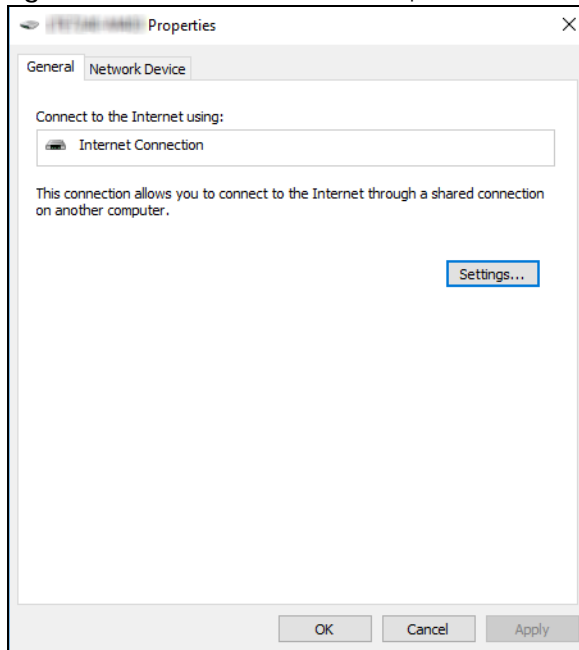 Properties
General
Network Device
Connect to the Internet using:
Internet Connection
This connection allows you to connect to the Internet through a shared connection
on another computer.
Settings...
OK
Cancel
Apply